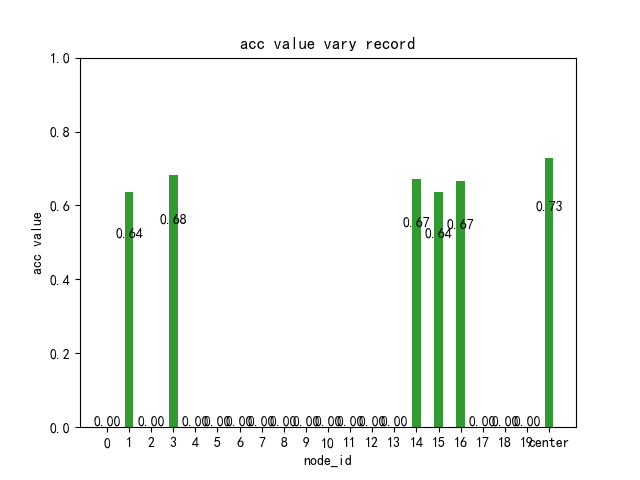 acc value vary record
1.0
0.8
0.6
0.4
0.2
0.0
acc value
0.00 0.64 0.00 0.68 0.00 0.00 0.00 0.00 0.00 0.00 0.00 0.00 0.00 0.00 0.67 0.64 0.67 0.00 0.00 0.00 0.73
0 1 2 3 4 5 6 7 8 9 10 11 12 13 14 15 16 17 18 19 center
node_id